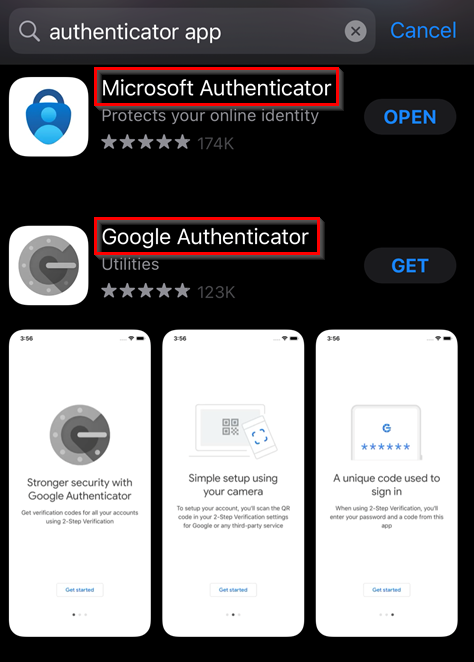 authenticator app
Cancel
Microsoft Authenticator
Protects your online identity
OPEN
174K
Google Authenticator
Utilities
GET
123K
3:56
Stronger security with
Google Authenticator
Get verification codes for all your accounts
using 2-Step Verification
Get started
3:56
Simple setup using
your camera
To setup your account, you'll scan the QR
code in your 2-Step Verification settings
for Google or any third-party service
Get started
3:56
G
******
A unique code used to
sign in
When using 2-Step Verification, you'll
enter your password and a code from this
app
Get started